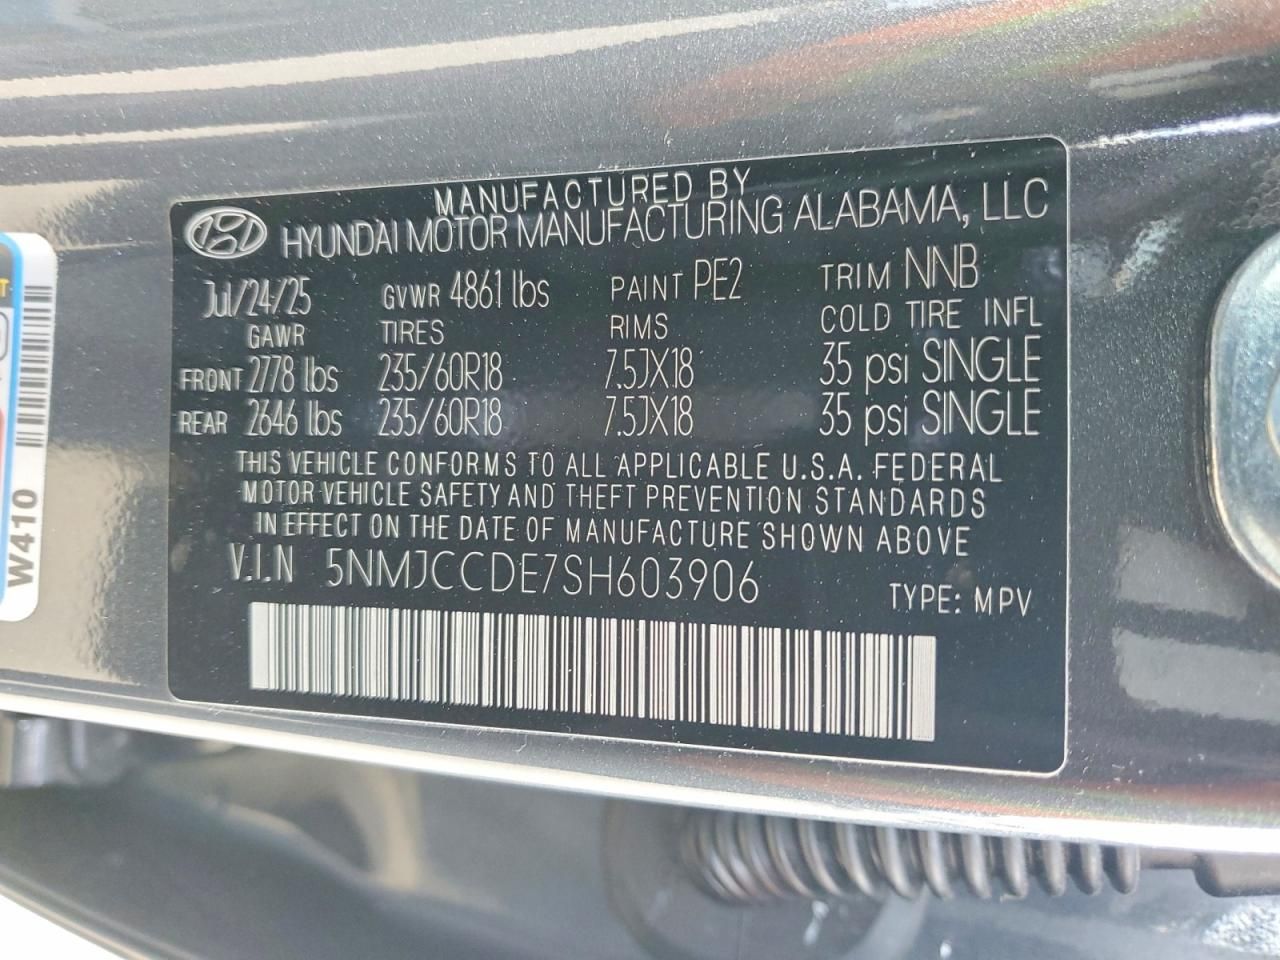 MANUFACTURED BY
HYUNDAI MOTOR MANUFACTURING ALABAMA, LLC
Jul/24/25 GVWR 4861 lbs PAINT PE2 TRIM NNB
GAWR TIRES RIMS COLD TIRE INFL
FRONT 2778 lbs 235/60R18 7.5JX18 35 psi SINGLE
REAR 2646 lbs 235/60R18 7.5JX18 35 psi SINGLE
THIS VEHICLE CONFORMS TO ALL APPLICABLE U.S.A. FEDERAL
MOTOR VEHICLE SAFETY AND THEFT PREVENTION STANDARDS
IN EFFECT ON THE DATE OF MANUFACTURE SHOWN ABOVE
V.I.N 5NMJCCDE7SH603906
TYPE: MPV
W410